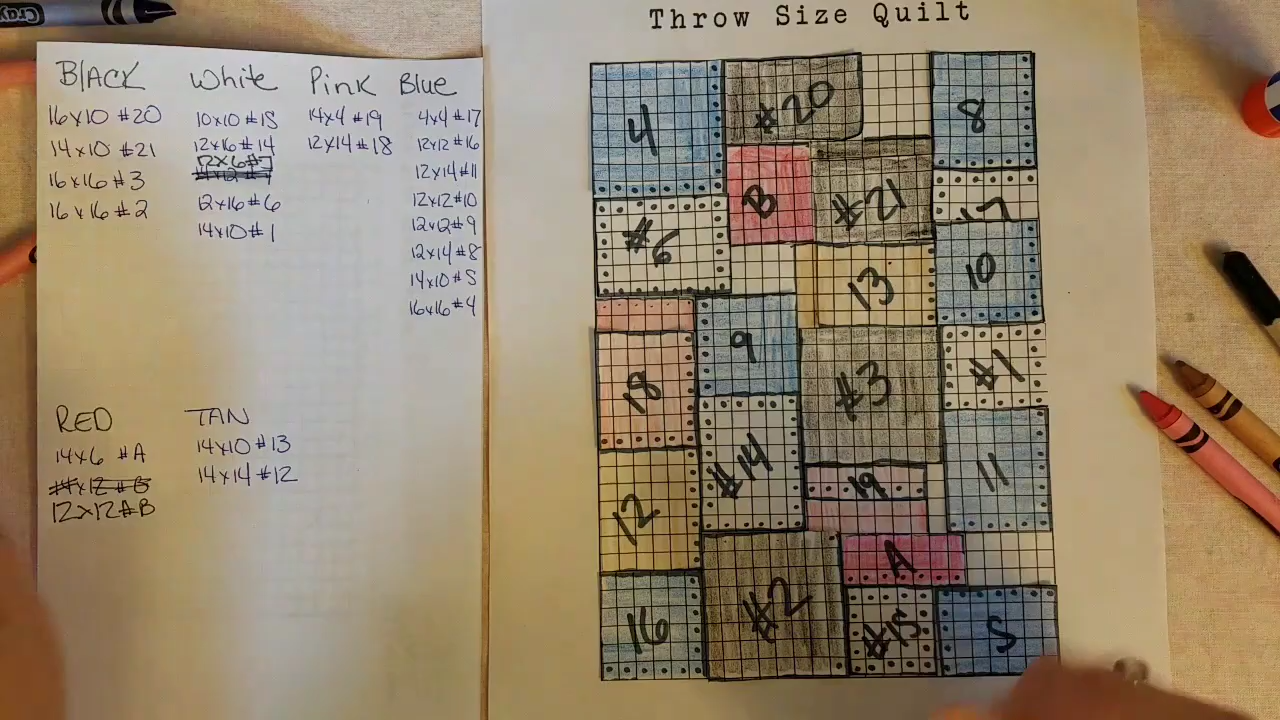 Throw Size Quilt
BLACK
16x10 #20
14x10 #21
16x16 #3
16x16 #2
White
10x10 #15
12x16 #14
12x6 #7
12x16 #6
14x10 #1
Pink
14x4 #19
12x14 #18
Blue
4x4 #17
12x12 #16
12x14 #11
12x12 #10
12x12 #9
12x14 #8
14x10 #5
16x16 #4
RED
14x6 #A
12x12 #B
TAN
14x10 #13
14x14 #12
4
#20
8
B
#21
17
#6
13
10
9
#3
#1
18
#14
19
11
12
A
16
#2
#15
5